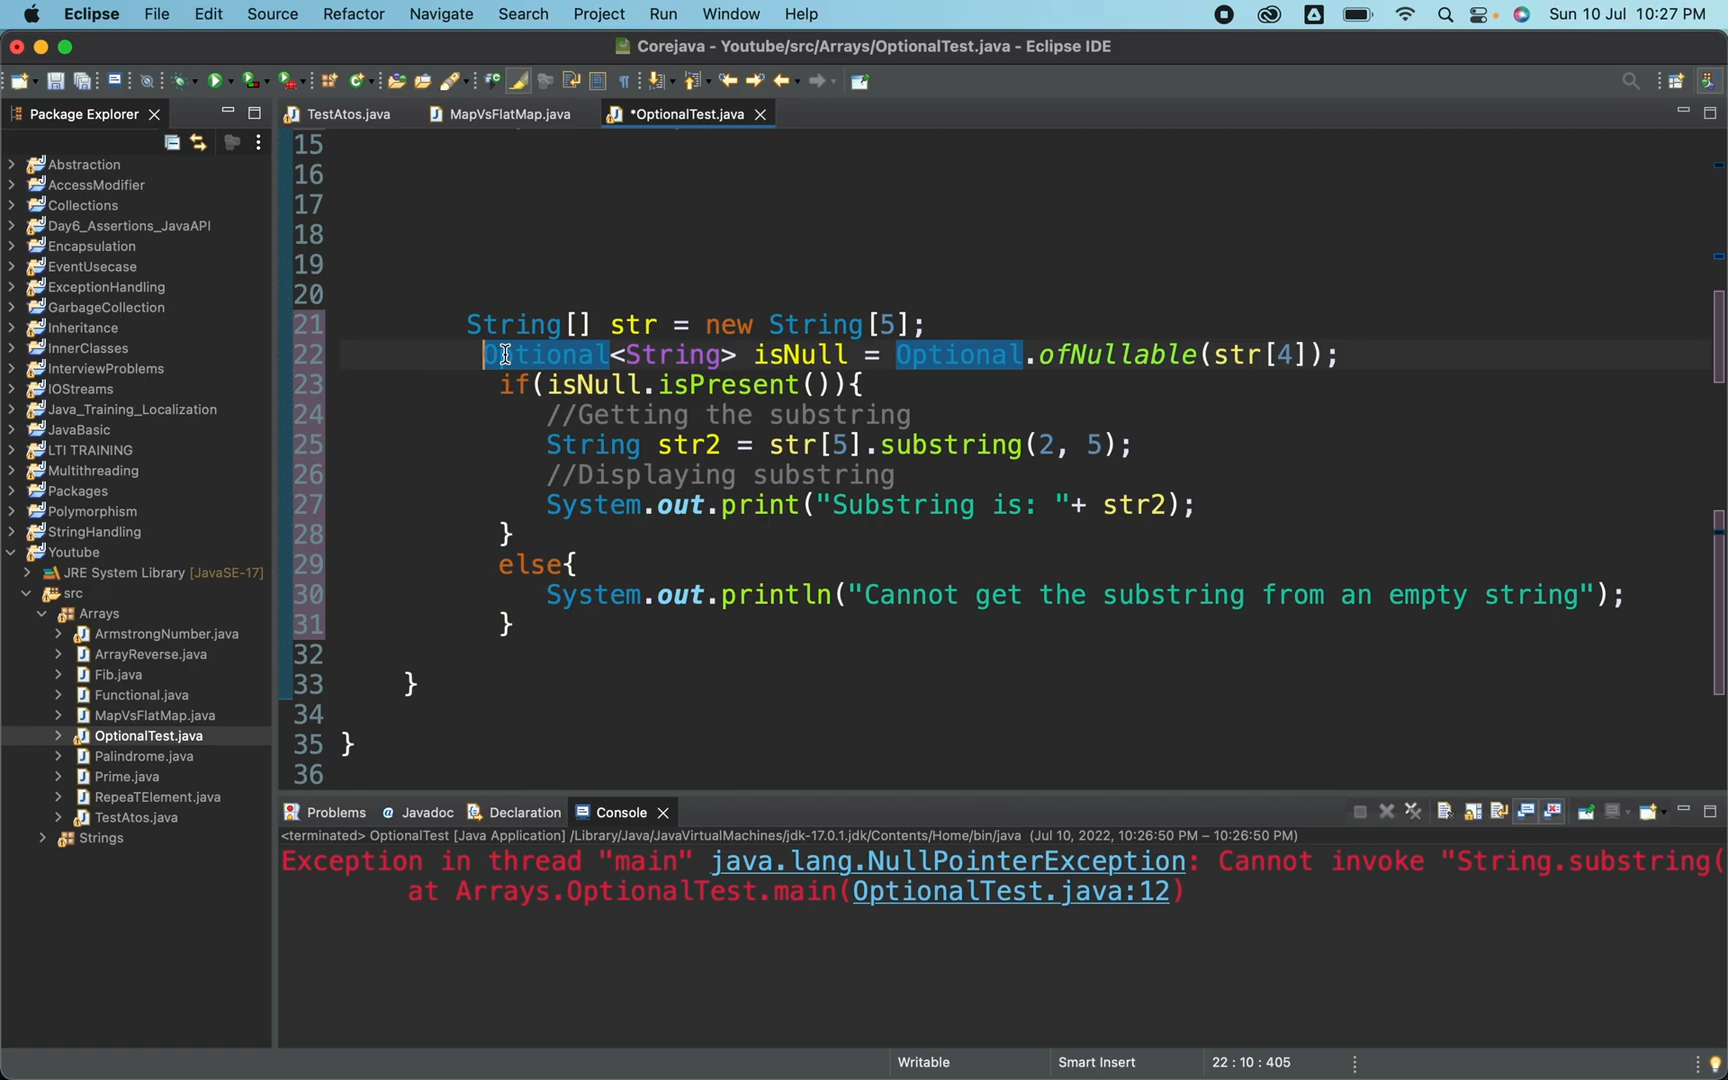 Eclipse File Edit Source Refactor Navigate Search Project Run Window Help Sun 10 Jul 10:27 PM
Corejava - Youtube/src/Arrays/OptionalTest.java - Eclipse IDE
Package Explorer
TestAtos.java MapVsFlatMap.java *OptionalTest.java
Abstraction
AccessModifier
Collections
Day6_Assertions_JavaAPI
Encapsulation
EventUsecase
ExceptionHandling
GarbageCollection
Inheritance
InnerClasses
InterviewProblems
IOStreams
Java_Training_Localization
JavaBasic
LTI TRAINING
Multithreading
Packages
Polymorphism
StringHandling
Youtube
JRE System Library [JavaSE-17]
src
Arrays
ArmstrongNumber.java
ArrayReverse.java
Fib.java
Functional.java
MapVsFlatMap.java
OptionalTest.java
Palindrome.java
Prime.java
RepeaTElement.java
TestAtos.java
Strings
15
16
17
18
19
20
21 String[] str = new String[5];
22 Optional<String> isNull = Optional.ofNullable(str[4]);
23 if(isNull.isPresent()){
24 //Getting the substring
25 String str2 = str[5].substring(2, 5);
26 //Displaying substring
27 System.out.print("Substring is: "+ str2);
28 }
29 else{
30 System.out.println("Cannot get the substring from an empty string");
31 }
32
33 }
34
35 }
36
Problems Javadoc Declaration Console
<terminated> OptionalTest [Java Application] /Library/Java/JavaVirtualMachines/jdk-17.0.1.jdk/Contents/Home/bin/java (Jul 10, 2022, 10:26:50 PM – 10:26:50 PM)
Exception in thread "main" java.lang.NullPointerException: Cannot invoke "String.substring(
at Arrays.OptionalTest.main(OptionalTest.java:12)
Writable Smart Insert 22 : 10 : 405